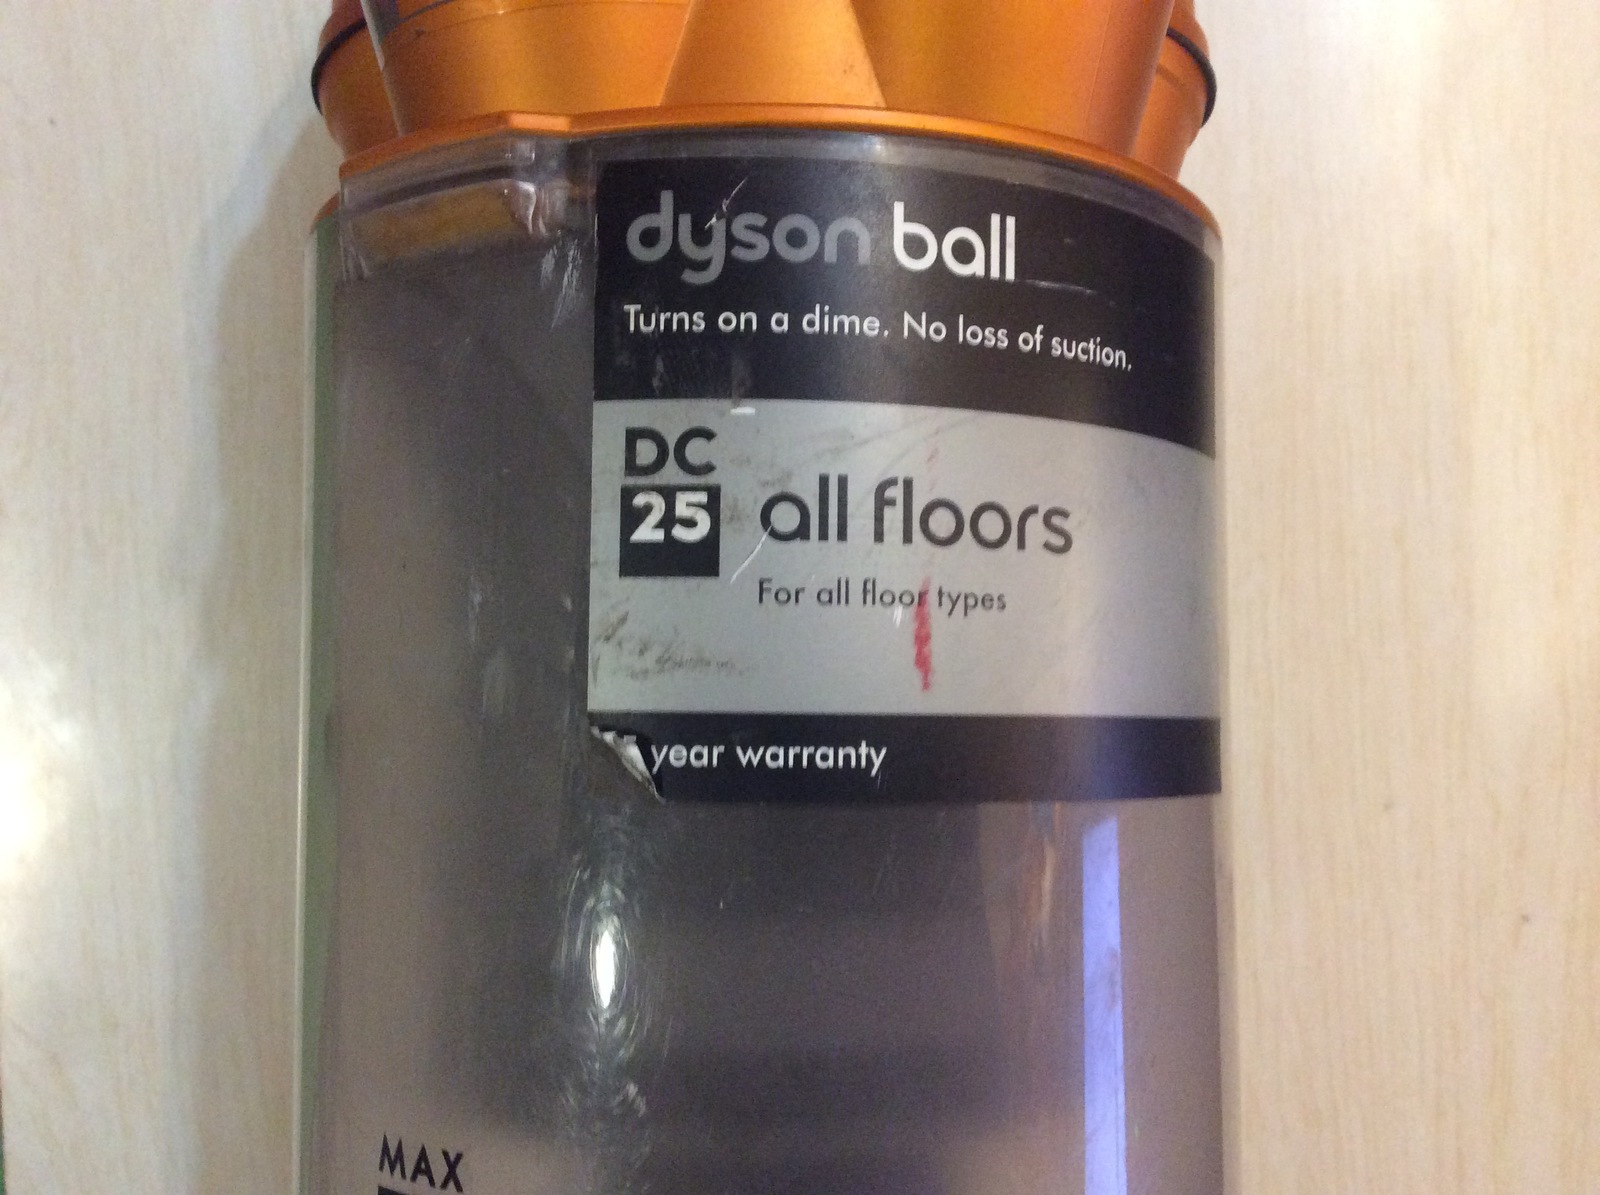 dyson ball
Turns on a dime. No loss of suction.
DC
25
all floors
For all floor types
year warranty
MAX